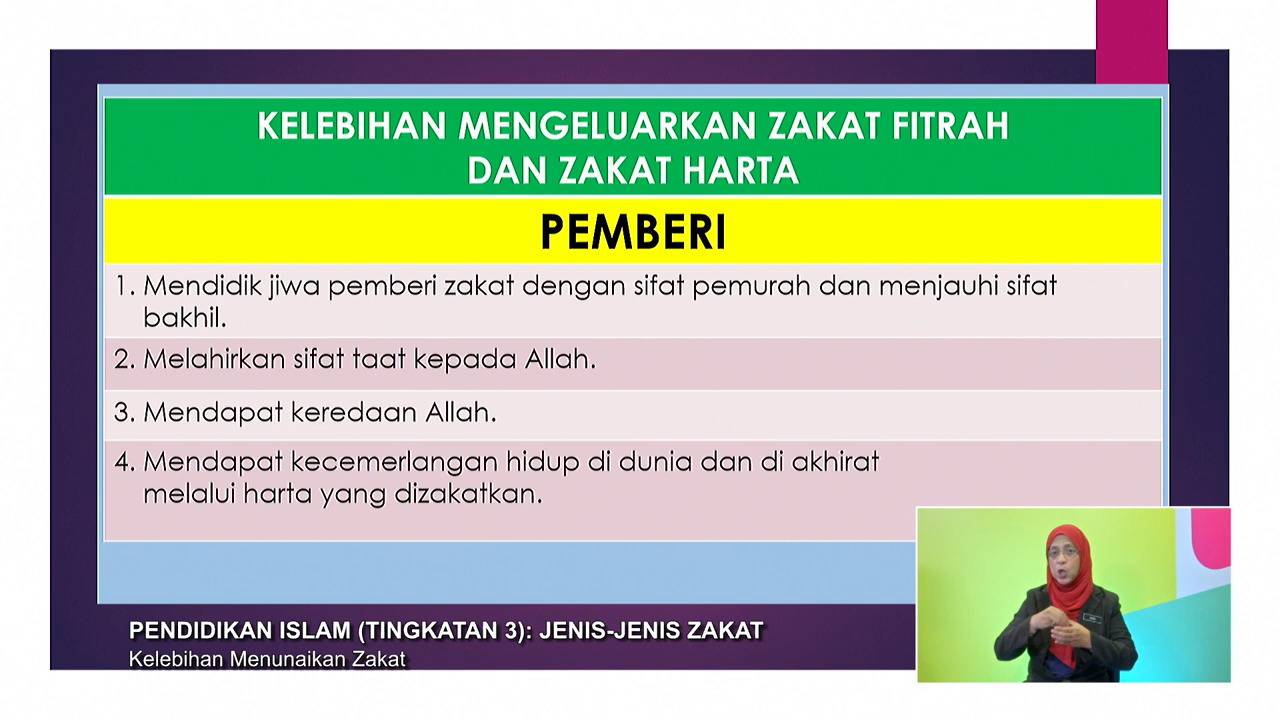 KELEBIHAN MENGELUARKAN ZAKAT FITRAH
DAN ZAKAT HARTA
PEMBERI
1. Mendidik jiwa pemberi zakat dengan sifat pemurah dan menjauhi sifat
bakhil.
2. Melahirkan sifat taat kepada Allah.
3. Mendapat keredaan Allah.
4. Mendapat kecemerlangan hidup di dunia dan di akhirat
melalui harta yang dizakatkan.
PENDIDIKAN ISLAM (TINGKATAN 3): JENIS-JENIS ZAKAT
Kelebihan Menunaikan Zakat